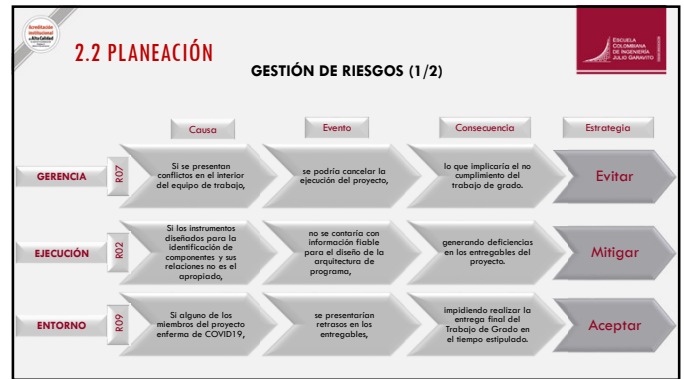 Acreditación
Institucional
de Alta Calidad
2.2 PLANEACIÓN
ESCUELA
COLOMBIANA
DE INGENIERÍA
JULIO GARAVITO
GESTIÓN DE RIESGOS (1/2)
Causa
Evento
Consecuencia
Estrategia
GERENCIA
R07
Si se presentan
conflictos en el interior
del equipo de trabajo,
se podría cancelar la
ejecución del proyecto,
lo que implicaría el no
cumplimiento del
trabajo de grado.
Evitar
EJECUCIÓN
R02
Si los instrumentos
diseñados para la
identificación de
componentes y sus
relaciones no es el
apropiado,
no se contaría con
información fiable
para el diseño de la
arquitectura de
programa,
generando deficiencias
en los entregables del
proyecto.
Mitigar
ENTORNO
R09
Si alguno de los
miembros del proyecto
enferma de COVID19,
se presentarían
retrasos en los
entregables,
impidiendo realizar la
entrega final del
Trabajo de Grado en
el tiempo estipulado.
Aceptar